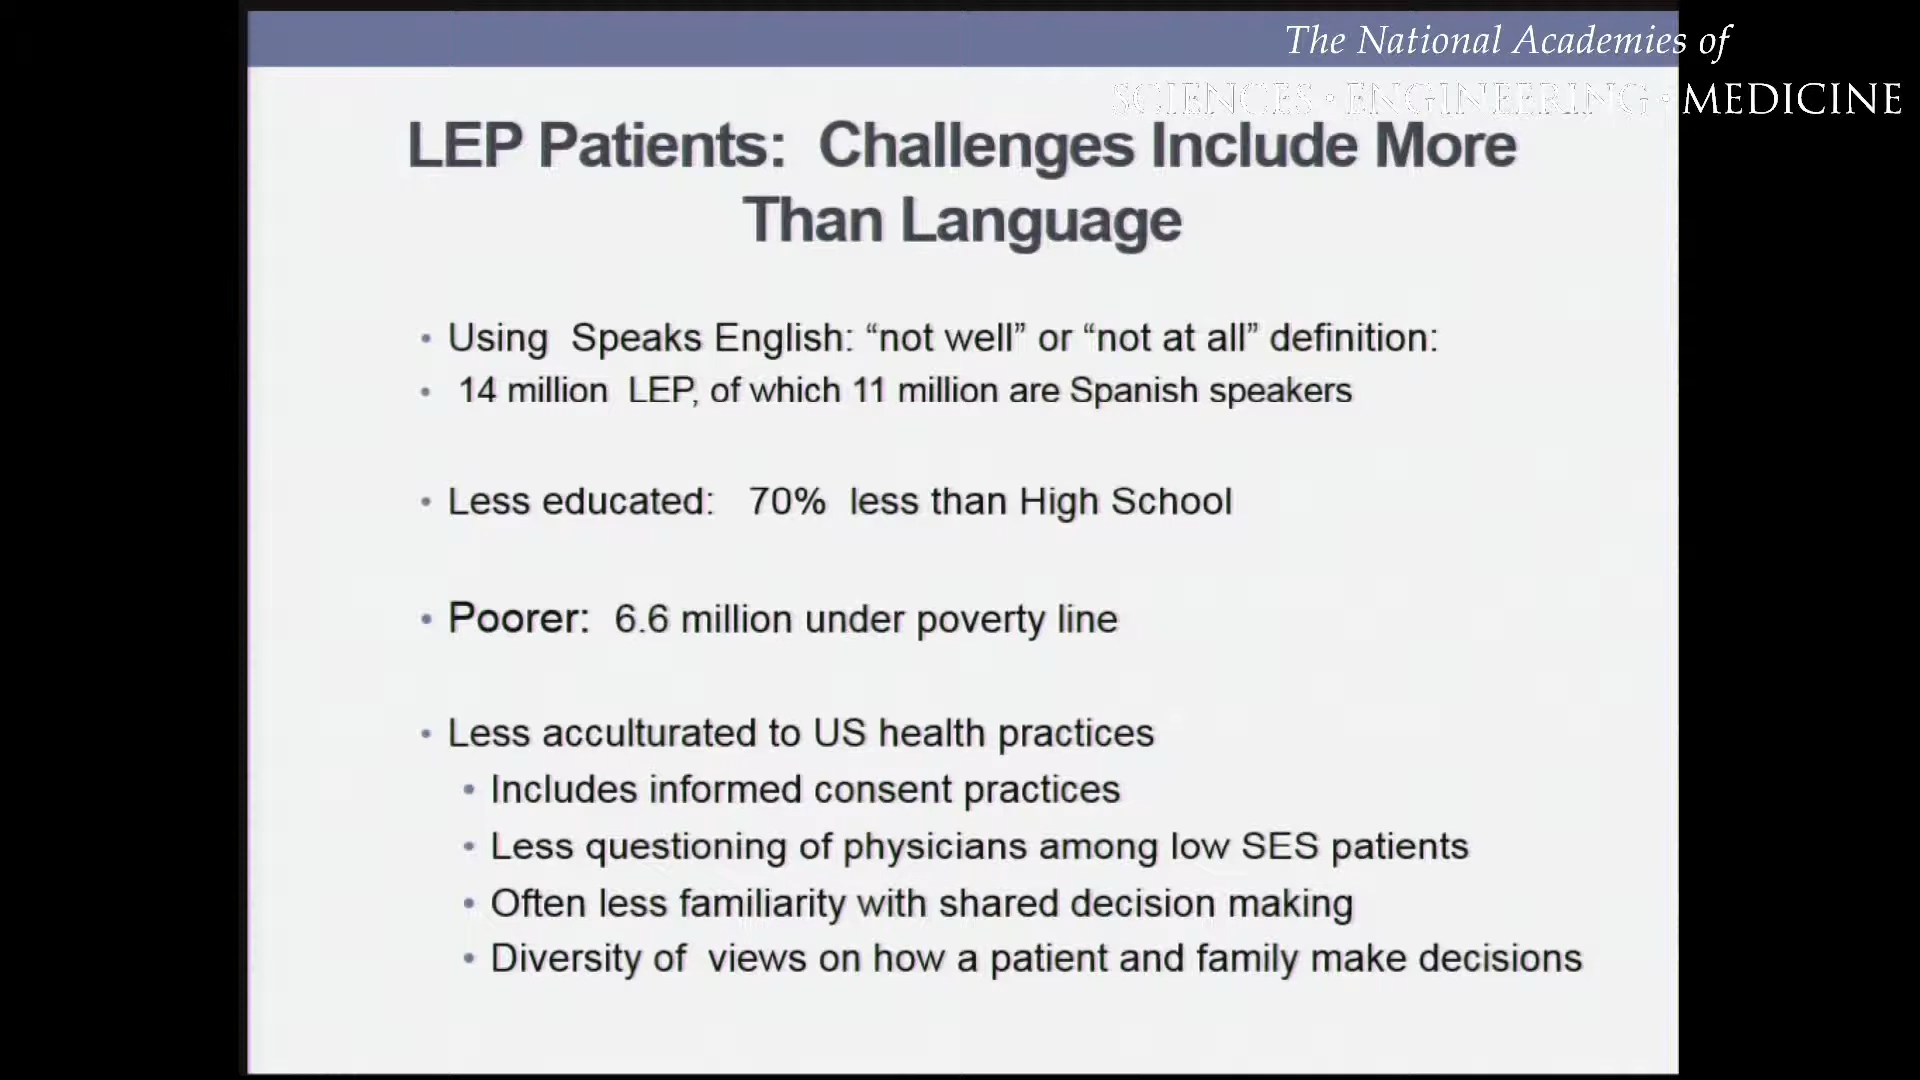 The National Academies of
SCIENCES · ENGINEERING · MEDICINE
LEP Patients: Challenges Include More
Than Language
• Using Speaks English: “not well” or “not at all” definition:
• 14 million LEP, of which 11 million are Spanish speakers
• Less educated: 70% less than High School
• Poorer: 6.6 million under poverty line
• Less acculturated to US health practices
• Includes informed consent practices
• Less questioning of physicians among low SES patients
• Often less familiarity with shared decision making
• Diversity of views on how a patient and family make decisions